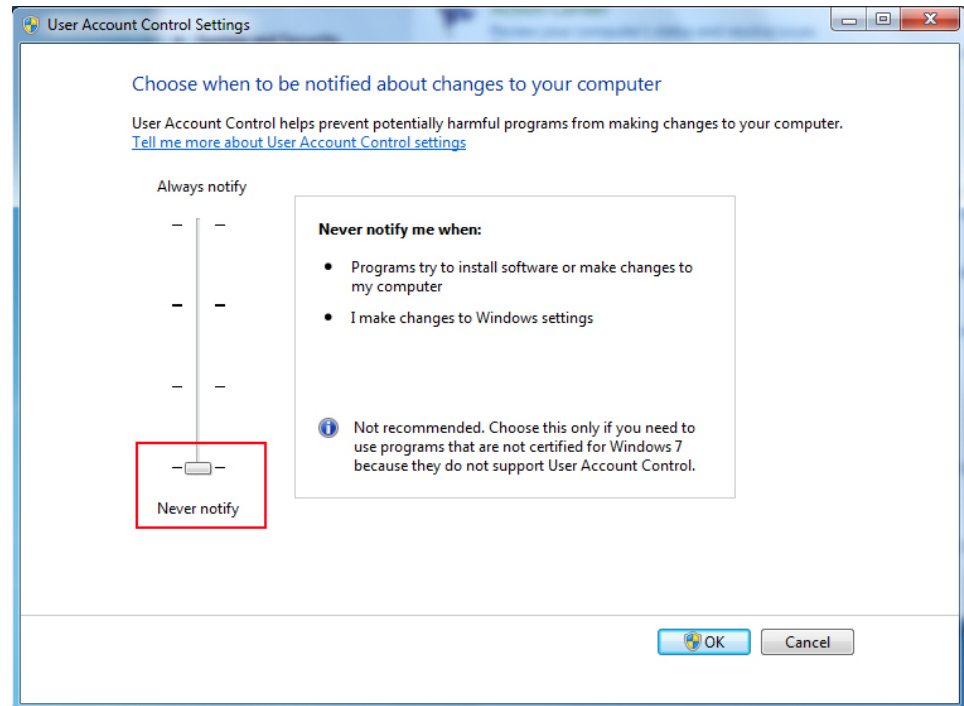 User Account Control Settings
Choose when to be notified about changes to your computer
User Account Control helps prevent potentially harmful programs from making changes to your computer.
Tell me more about User Account Control settings
Always notify
Never notify me when:
• Programs try to install software or make changes to
my computer
• I make changes to Windows settings
Not recommended. Choose this only if you need to
use programs that are not certified for Windows 7
because they do not support User Account Control.
Never notify
OK
Cancel